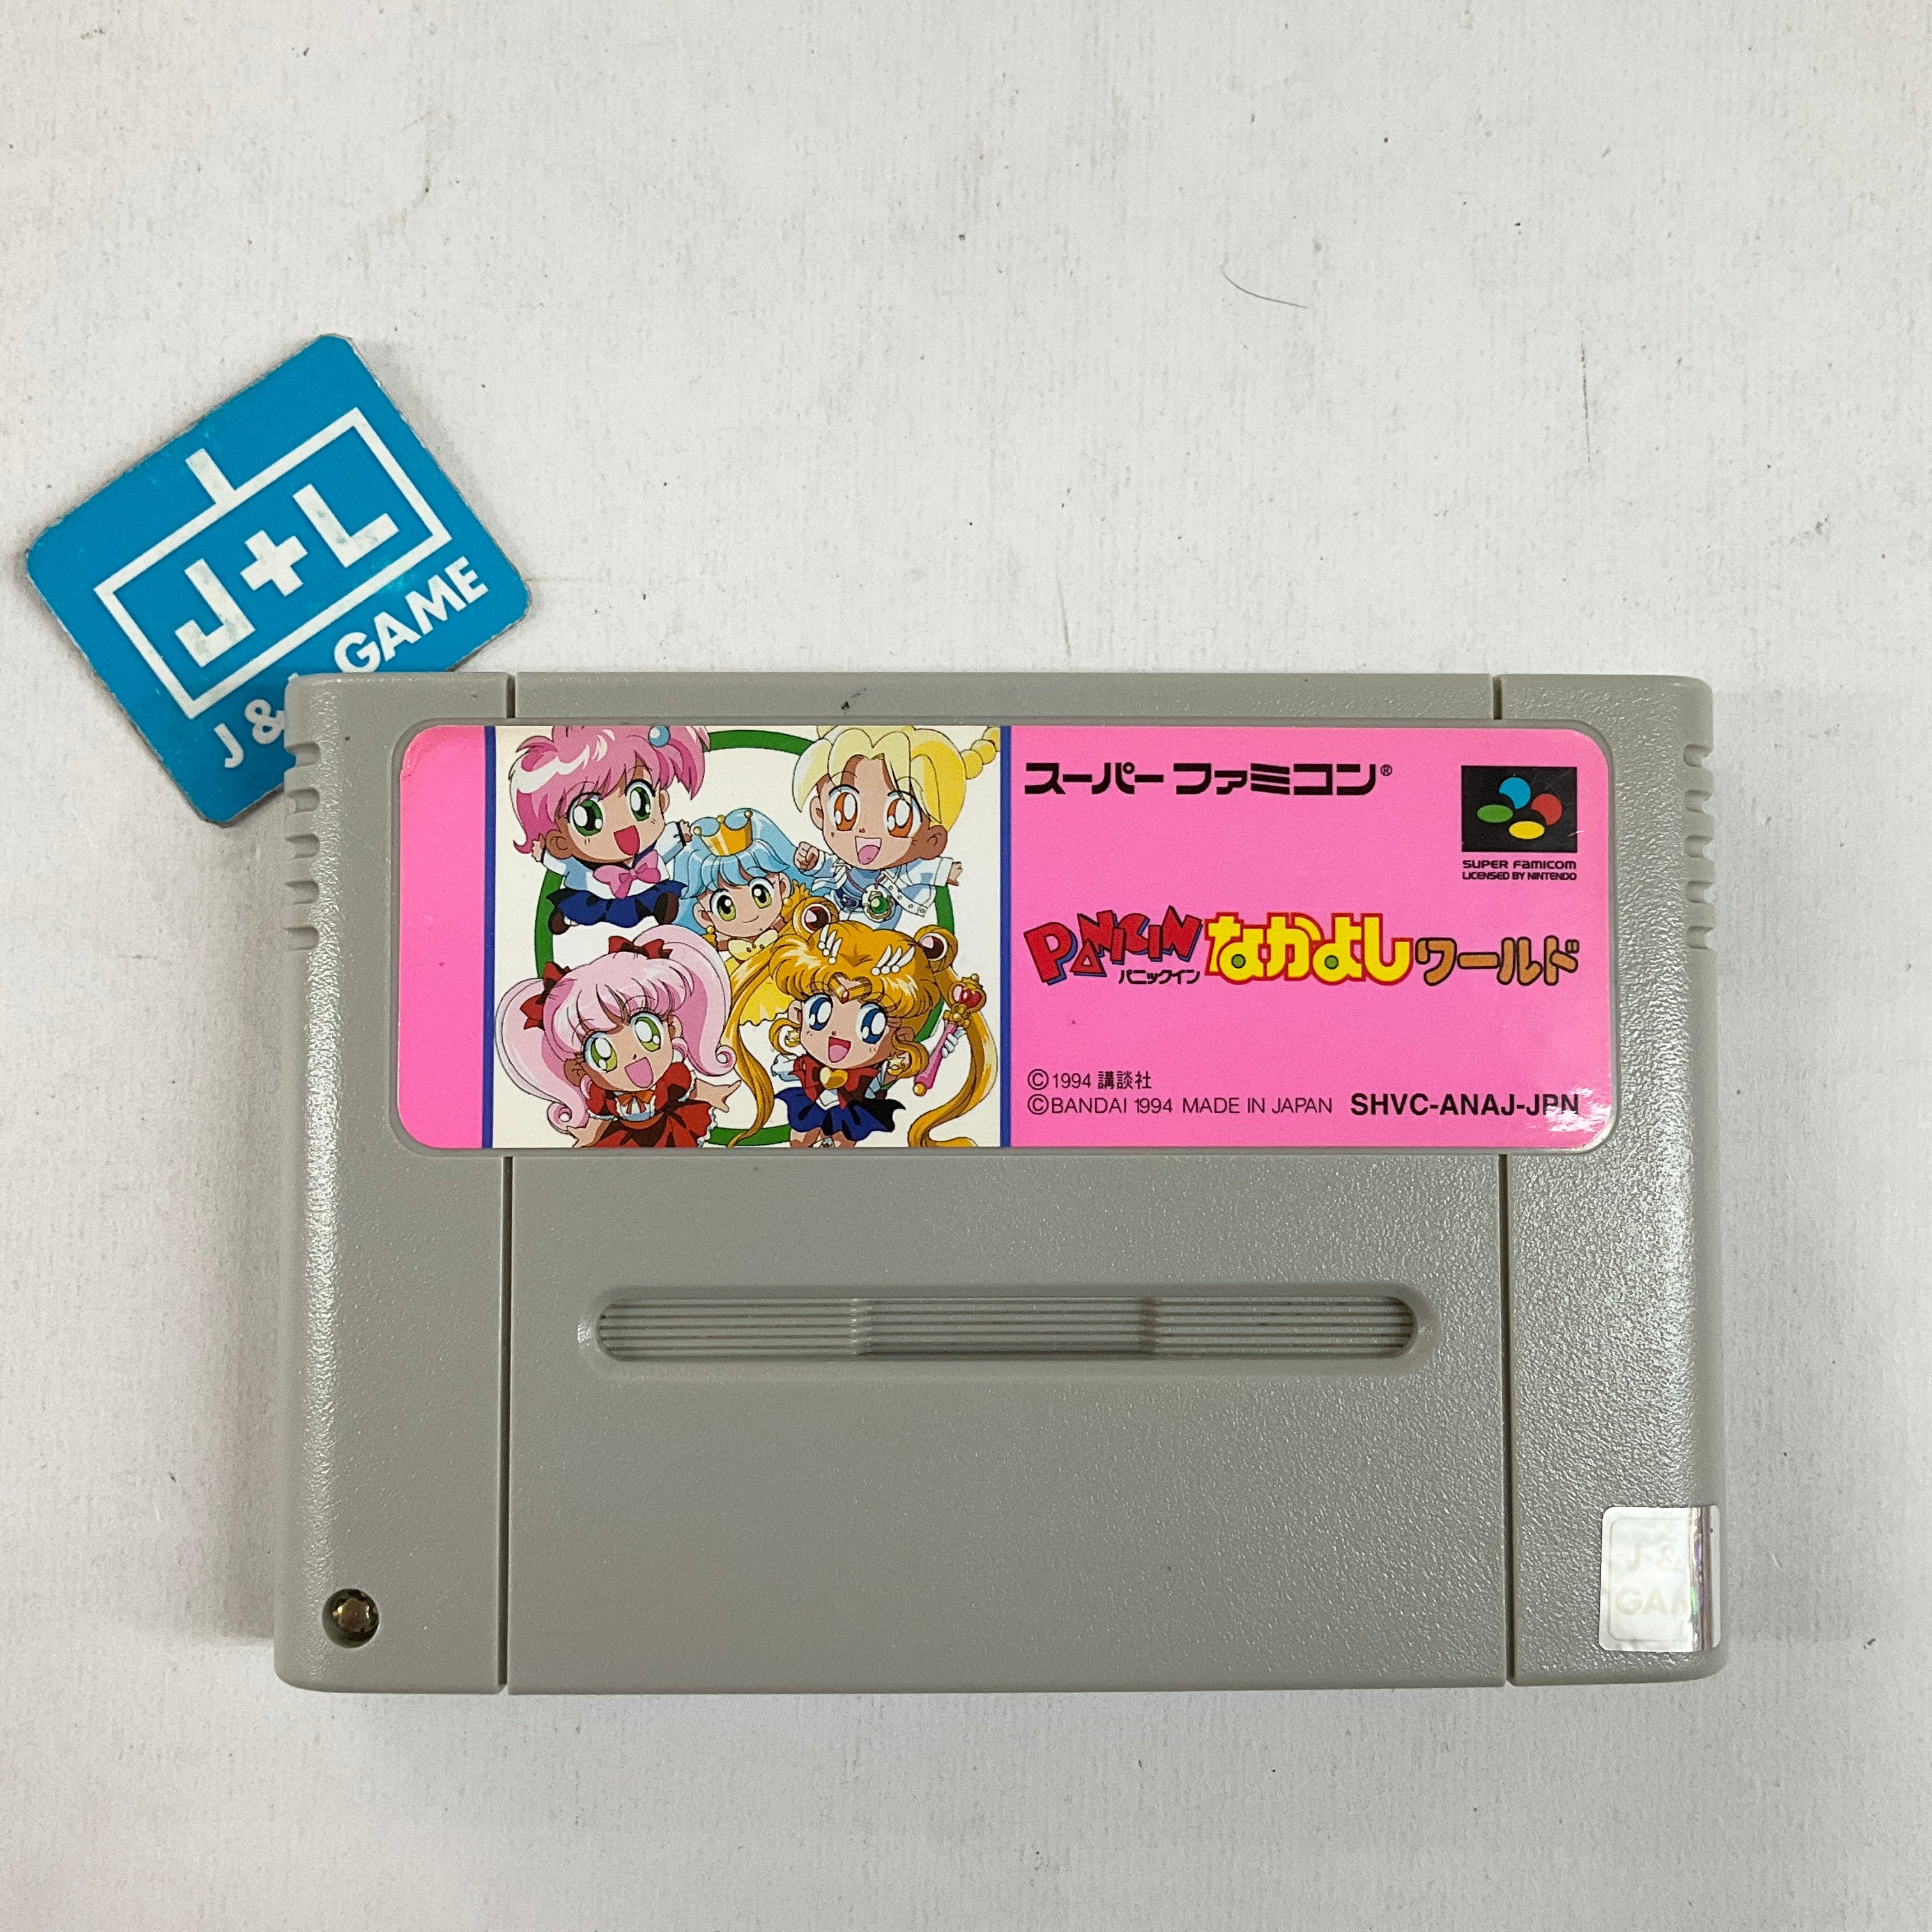 J+L
J & GAME
スーパーファミコン®
SUPER FAMICOM
LICENSED BY NINTENDO
PANIC IN なかよしワールド
パニックイン
©1994 講談社
©BANDAI 1994 MADE IN JAPAN SHVC-ANAJ-JPN
J &
GAM